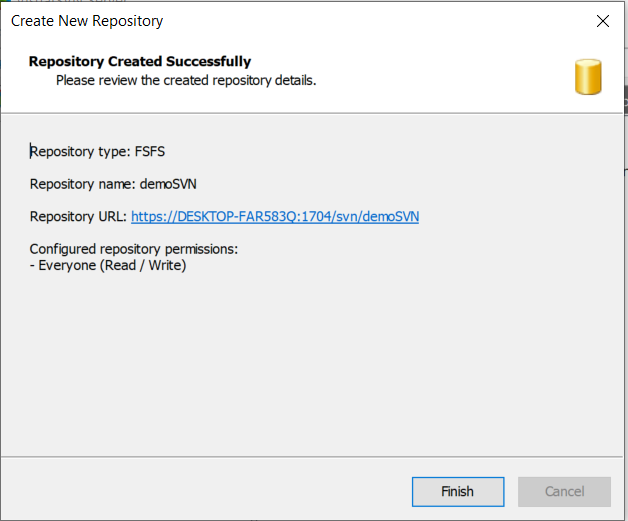 Create New Repository
Repository Created Successfully
Please review the created repository details.
Repository type: FSFS
Repository name: demoSVN
Repository URL: https://DESKTOP-FAR583Q:1704/svn/demoSVN
Configured repository permissions:
- Everyone (Read / Write)
Finish
Cancel